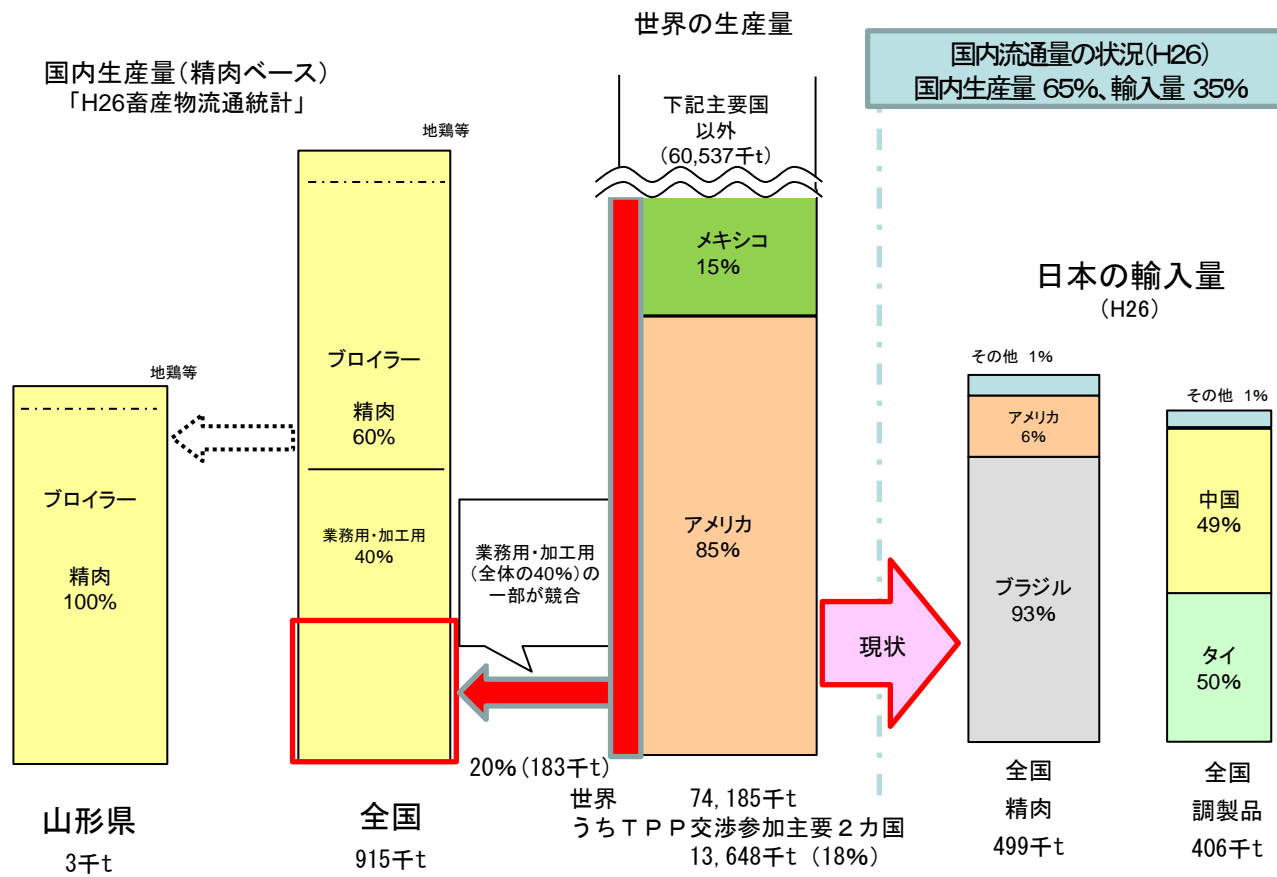 世界の生産量
国内生産量(精肉ベース)
「H26畜産物流通統計」
国内流通量の状況(H26)
国内生産量 65%、輸入量 35%
地鶏等
ブロイラー
精肉
100%
山形県
3千t
地鶏等
ブロイラー
精肉
60%
業務用・加工用
40%
全国
915千t
業務用・加工用
(全体の40%)の
一部が競合
20%(183千t)
下記主要国
以外
(60,537千t)
メキシコ
15%
アメリカ
85%
世界 74,185千t
うちTPP交渉参加主要2カ国
13,648千t (18%)
現状
日本の輸入量
(H26)
その他 1%
アメリカ
6%
ブラジル
93%
全国
精肉
499千t
その他 1%
中国
49%
タイ
50%
全国
調製品
406千t